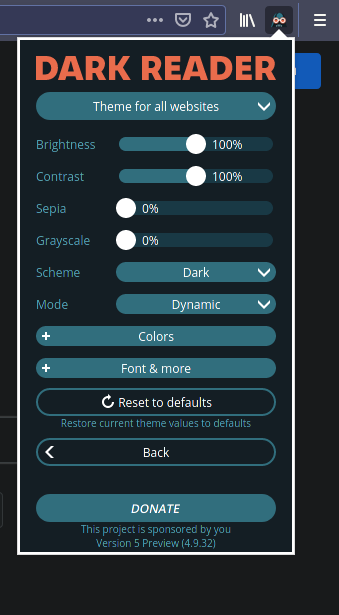 DARK READER
Theme for all websites
Brightness 100%
Contrast 100%
Sepia 0%
Grayscale 0%
Scheme Dark
Mode Dynamic
+ Colors
+ Font & more
Reset to defaults
Restore current theme values to defaults
Back
DONATE
This project is sponsored by you
Version 5 Preview (4.9.32)